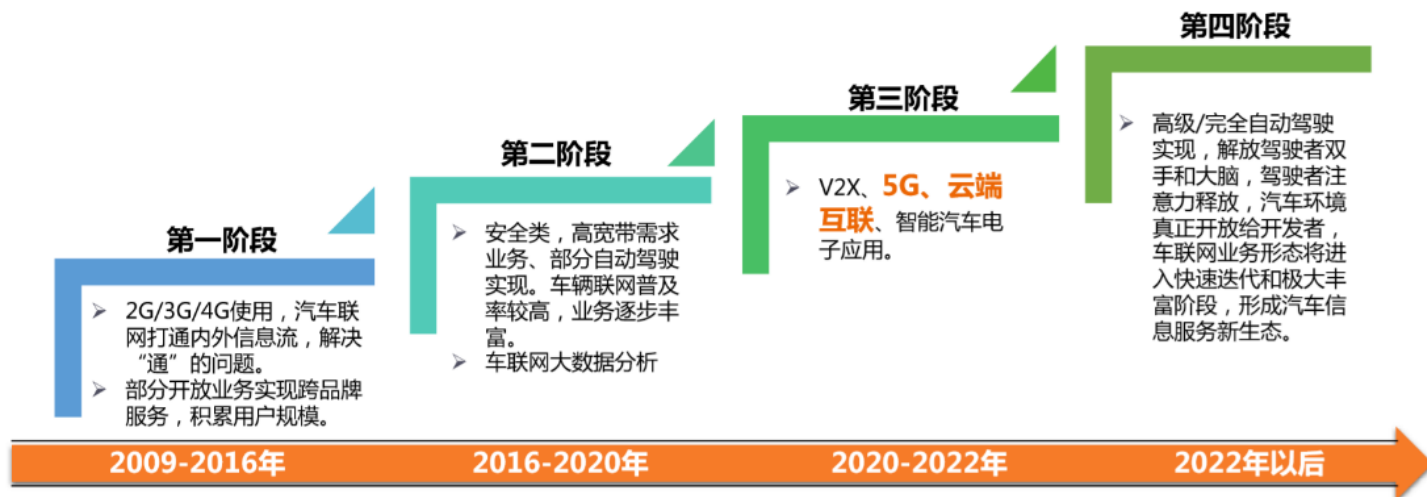 第一阶段
2G/3G/4G使用，汽车联
网打通内外信息流，解决
“通”的问题。
部分开放业务实现跨品牌
服务，积累用户规模。
2009-2016年
第二阶段
安全类，高宽带需求
业务、部分自动驾驶
实现。车辆联网普及
率较高，业务逐步丰
富。
车联网大数据分析
2016-2020年
第三阶段
V2X、5G、云端
互联、智能汽车电
子应用。
2020-2022年
第四阶段
高级/完全自动驾驶
实现，解放驾驶者双
手和大脑，驾驶者注
意力释放，汽车环境
真正开放给开发者，
车联网业务形态将进
入快速迭代和极大丰
富阶段，形成汽车信
息服务新生态。
2022年以后